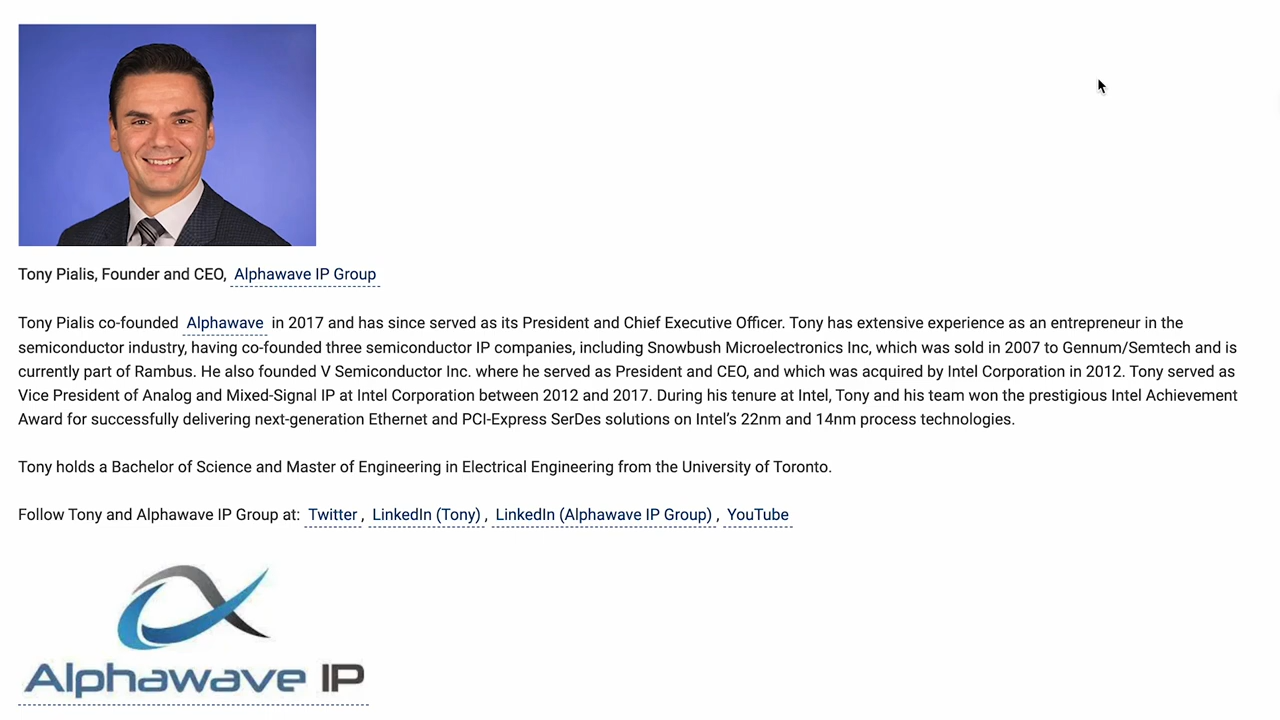 Tony Pialis, Founder and CEO, Alphawave IP Group
Tony Pialis co-founded Alphawave in 2017 and has since served as its President and Chief Executive Officer. Tony has extensive experience as an entrepreneur in the
semiconductor industry, having co-founded three semiconductor IP companies, including Snowbush Microelectronics Inc, which was sold in 2007 to Gennum/Semtech and is
currently part of Rambus. He also founded V Semiconductor Inc. where he served as President and CEO, and which was acquired by Intel Corporation in 2012. Tony served as
Vice President of Analog and Mixed-Signal IP at Intel Corporation between 2012 and 2017. During his tenure at Intel, Tony and his team won the prestigious Intel Achievement
Award for successfully delivering next-generation Ethernet and PCI-Express SerDes solutions on Intel’s 22nm and 14nm process technologies.
Tony holds a Bachelor of Science and Master of Engineering in Electrical Engineering from the University of Toronto.
Follow Tony and Alphawave IP Group at: Twitter, LinkedIn (Tony), LinkedIn (Alphawave IP Group), YouTube
Alphawave IP